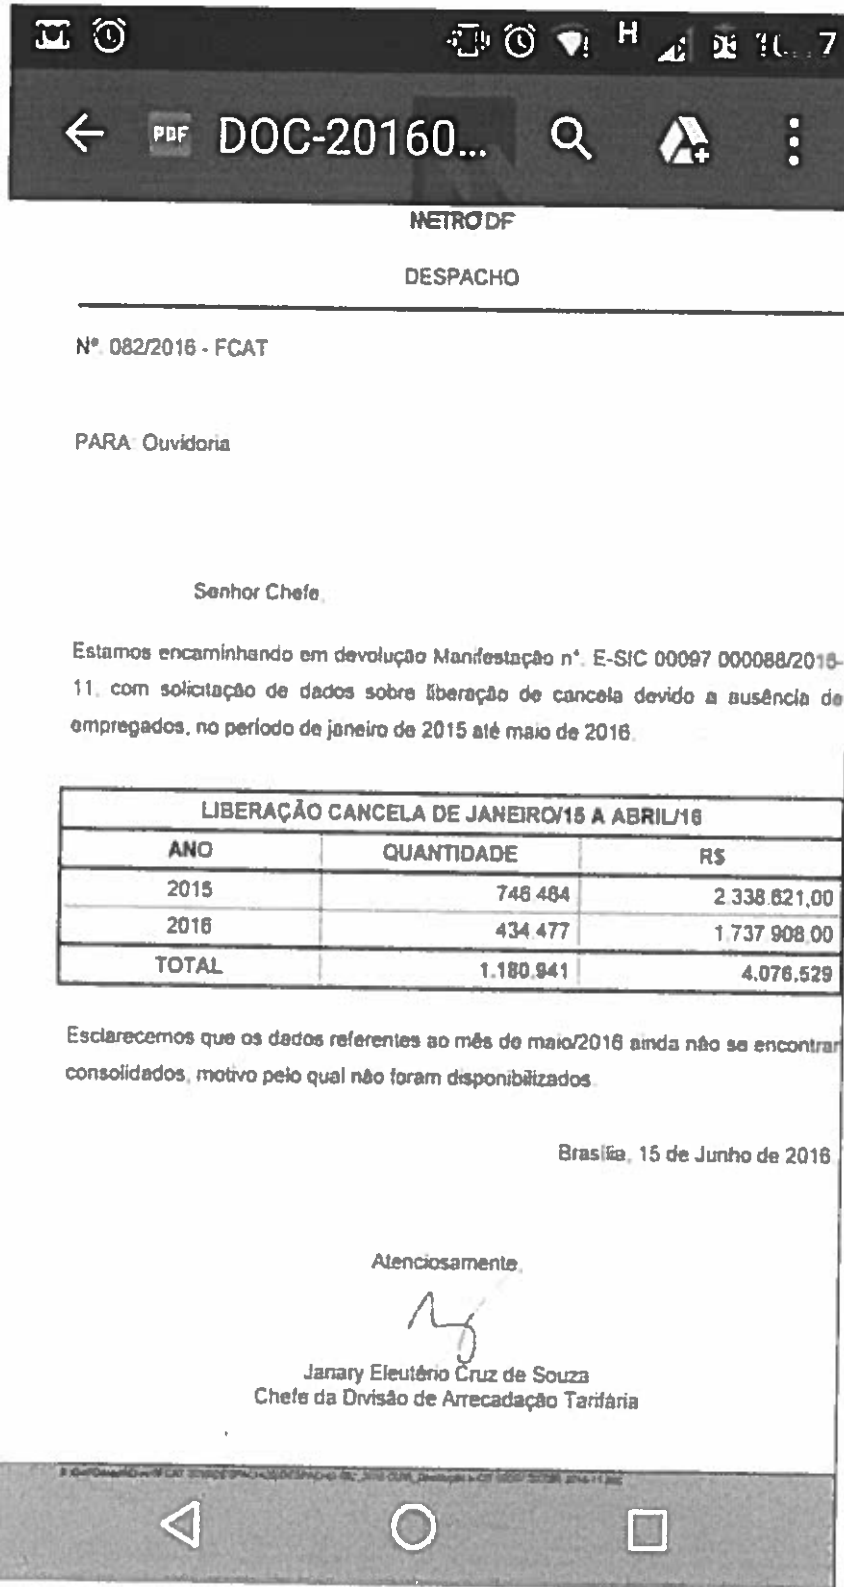 H
PDF DOC-20160...
METRO DF
DESPACHO
Nº. 082/2016 - FCAT
PARA: Ouvidoria
Senhor Chefe,
Estamos encaminhando em devolução Manifestação nº. E-SIC 00097 000088/2016-
11, com solicitação de dados sobre liberação de cancela devido a ausência de
empregados, no período de janeiro de 2015 até maio de 2016.
LIBERAÇÃO CANCELA DE JANEIRO/15 A ABRIL/16
ANO QUANTIDADE R$
2015 746.464 2.338.621,00
2016 434.477 1.737.908,00
TOTAL 1.180.941 4.076.529
Esclarecemos que os dados referentes ao mês de maio/2016 ainda não se encontrar
consolidados, motivo pelo qual não foram disponibilizados.
Brasília, 15 de Junho de 2016
Atenciosamente,
Janary Eleutério Cruz de Souza
Chefe da Divisão de Arrecadação Tarifária